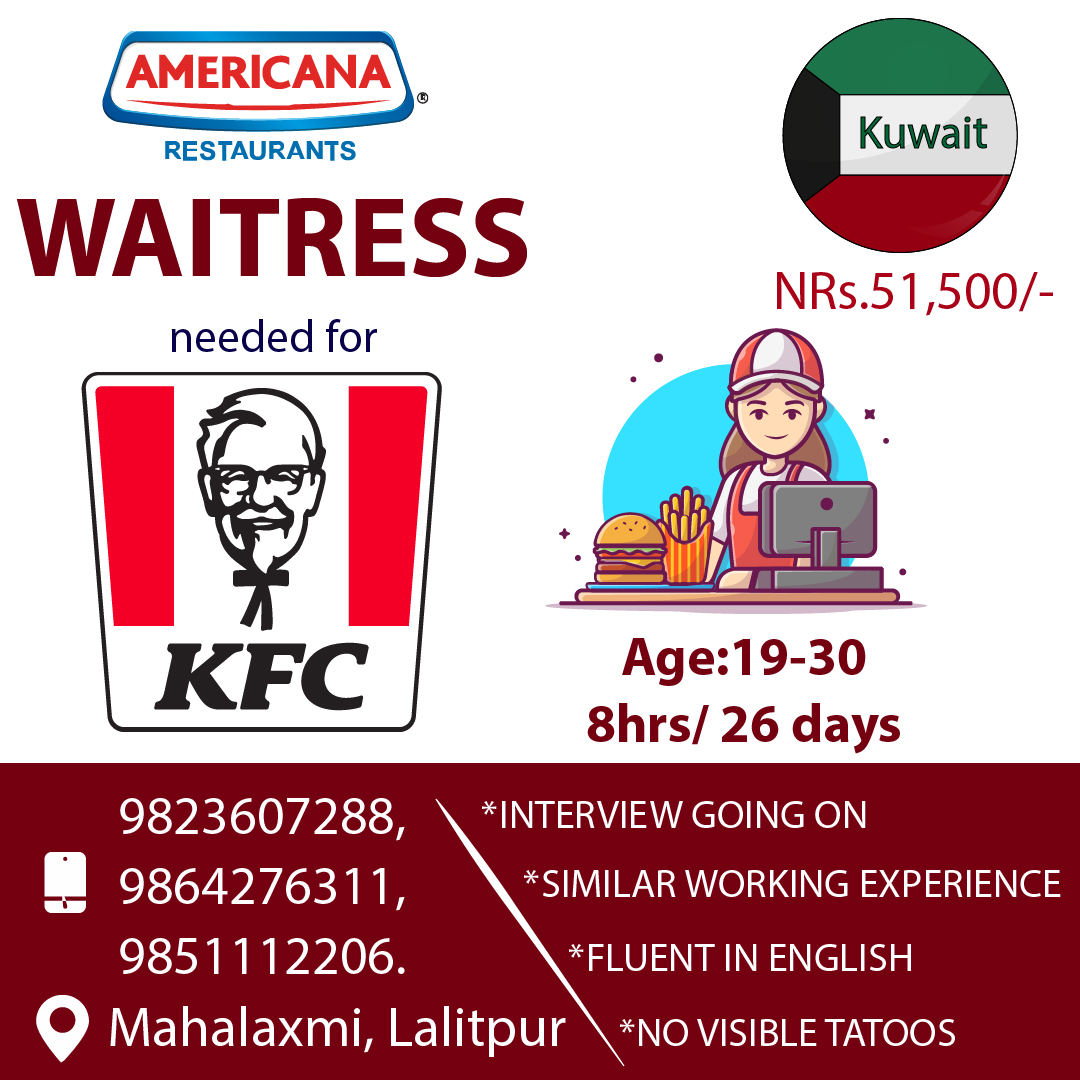 AMERICANA
®
RESTAURANTS
Kuwait
WAITRESS
NRs.51,500/-
needed for
KFC
Age:19-30
8hrs/ 26 days
9823607288,
9864276311,
9851112206.
Mahalaxmi, Lalitpur
*INTERVIEW GOING ON
*SIMILAR WORKING EXPERIENCE
*FLUENT IN ENGLISH
*NO VISIBLE TATOOS